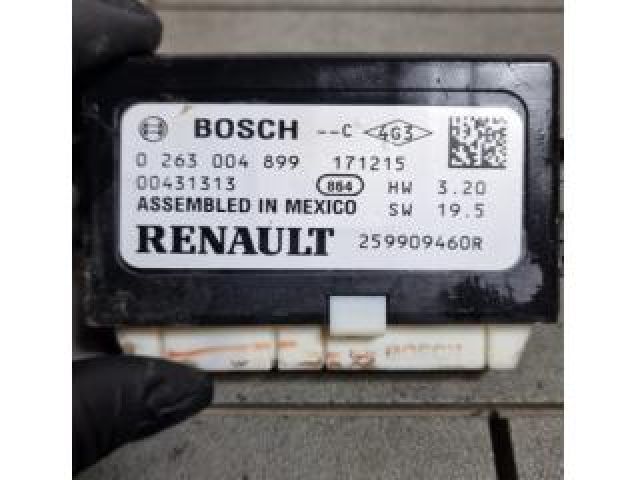 BOSCH --C 4G3
0 263 004 899 171215
00431313 864 HW 3.20
ASSEMBLED IN MEXICO SW 19.5
RENAULT 259909460R
BOSCH